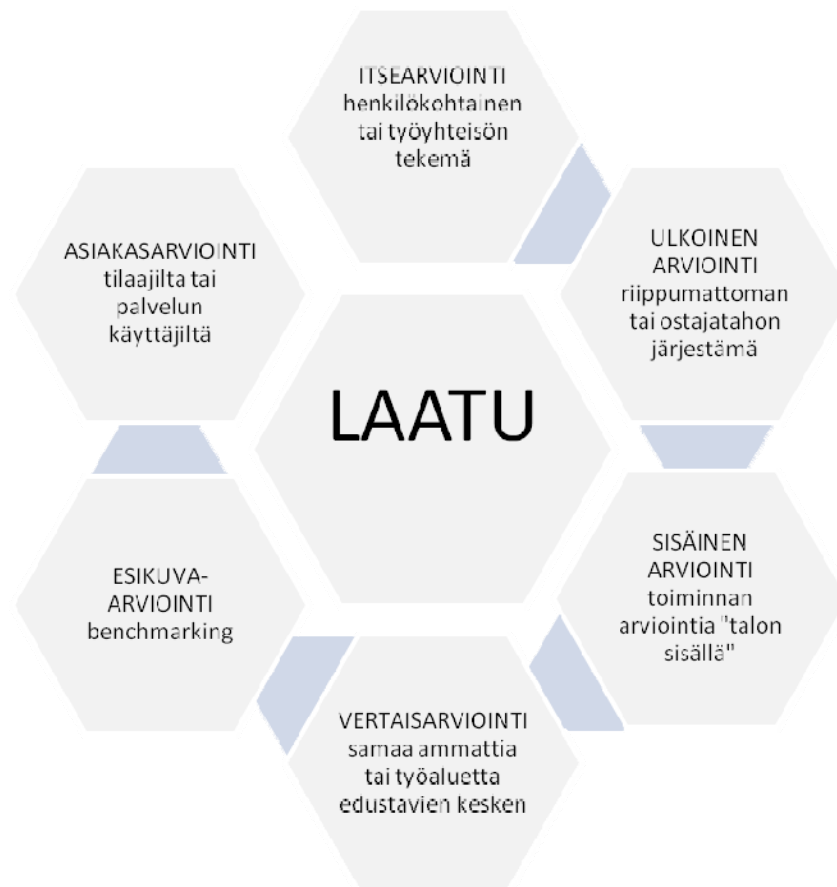 ITSEARVIOINTI
henkilökohtainen
tai työyhteisön
tekemä
ASIAKASARVIOINTI
tilaajilta tai
palvelun
käyttäjiltä
ULKOINEN
ARVIOINTI
riippumattoman
tai ostajatahon
järjestämä
LAATU
ESIKUVA-
ARVIOINTI
benchmarking
SISÄINEN
ARVIOINTI
toiminnan
arviointia "talon
sisällä"
VERTAISARVIOINTI
samaa ammattia
tai työaluetta
edustavien kesken